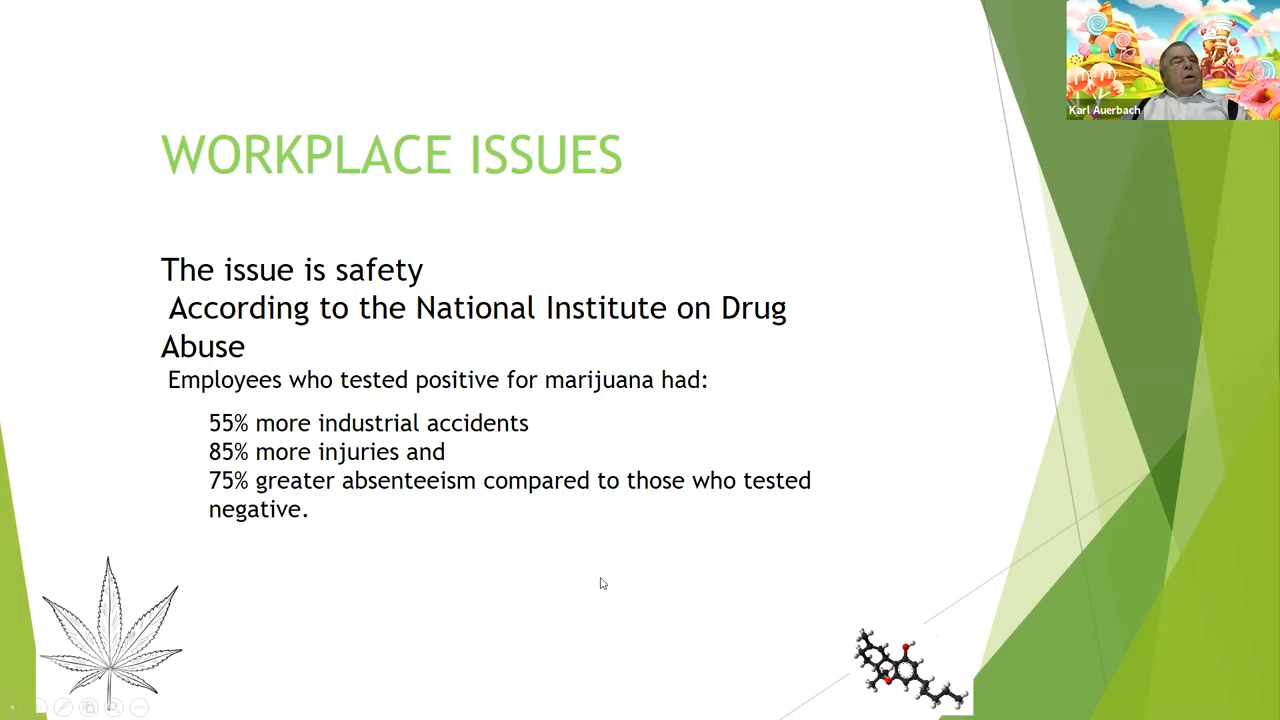 Karl Auerbach
WORKPLACE ISSUES
The issue is safety
According to the National Institute on Drug
Abuse
Employees who tested positive for marijuana had:
55% more industrial accidents
85% more injuries and
75% greater absenteeism compared to those who tested
negative.